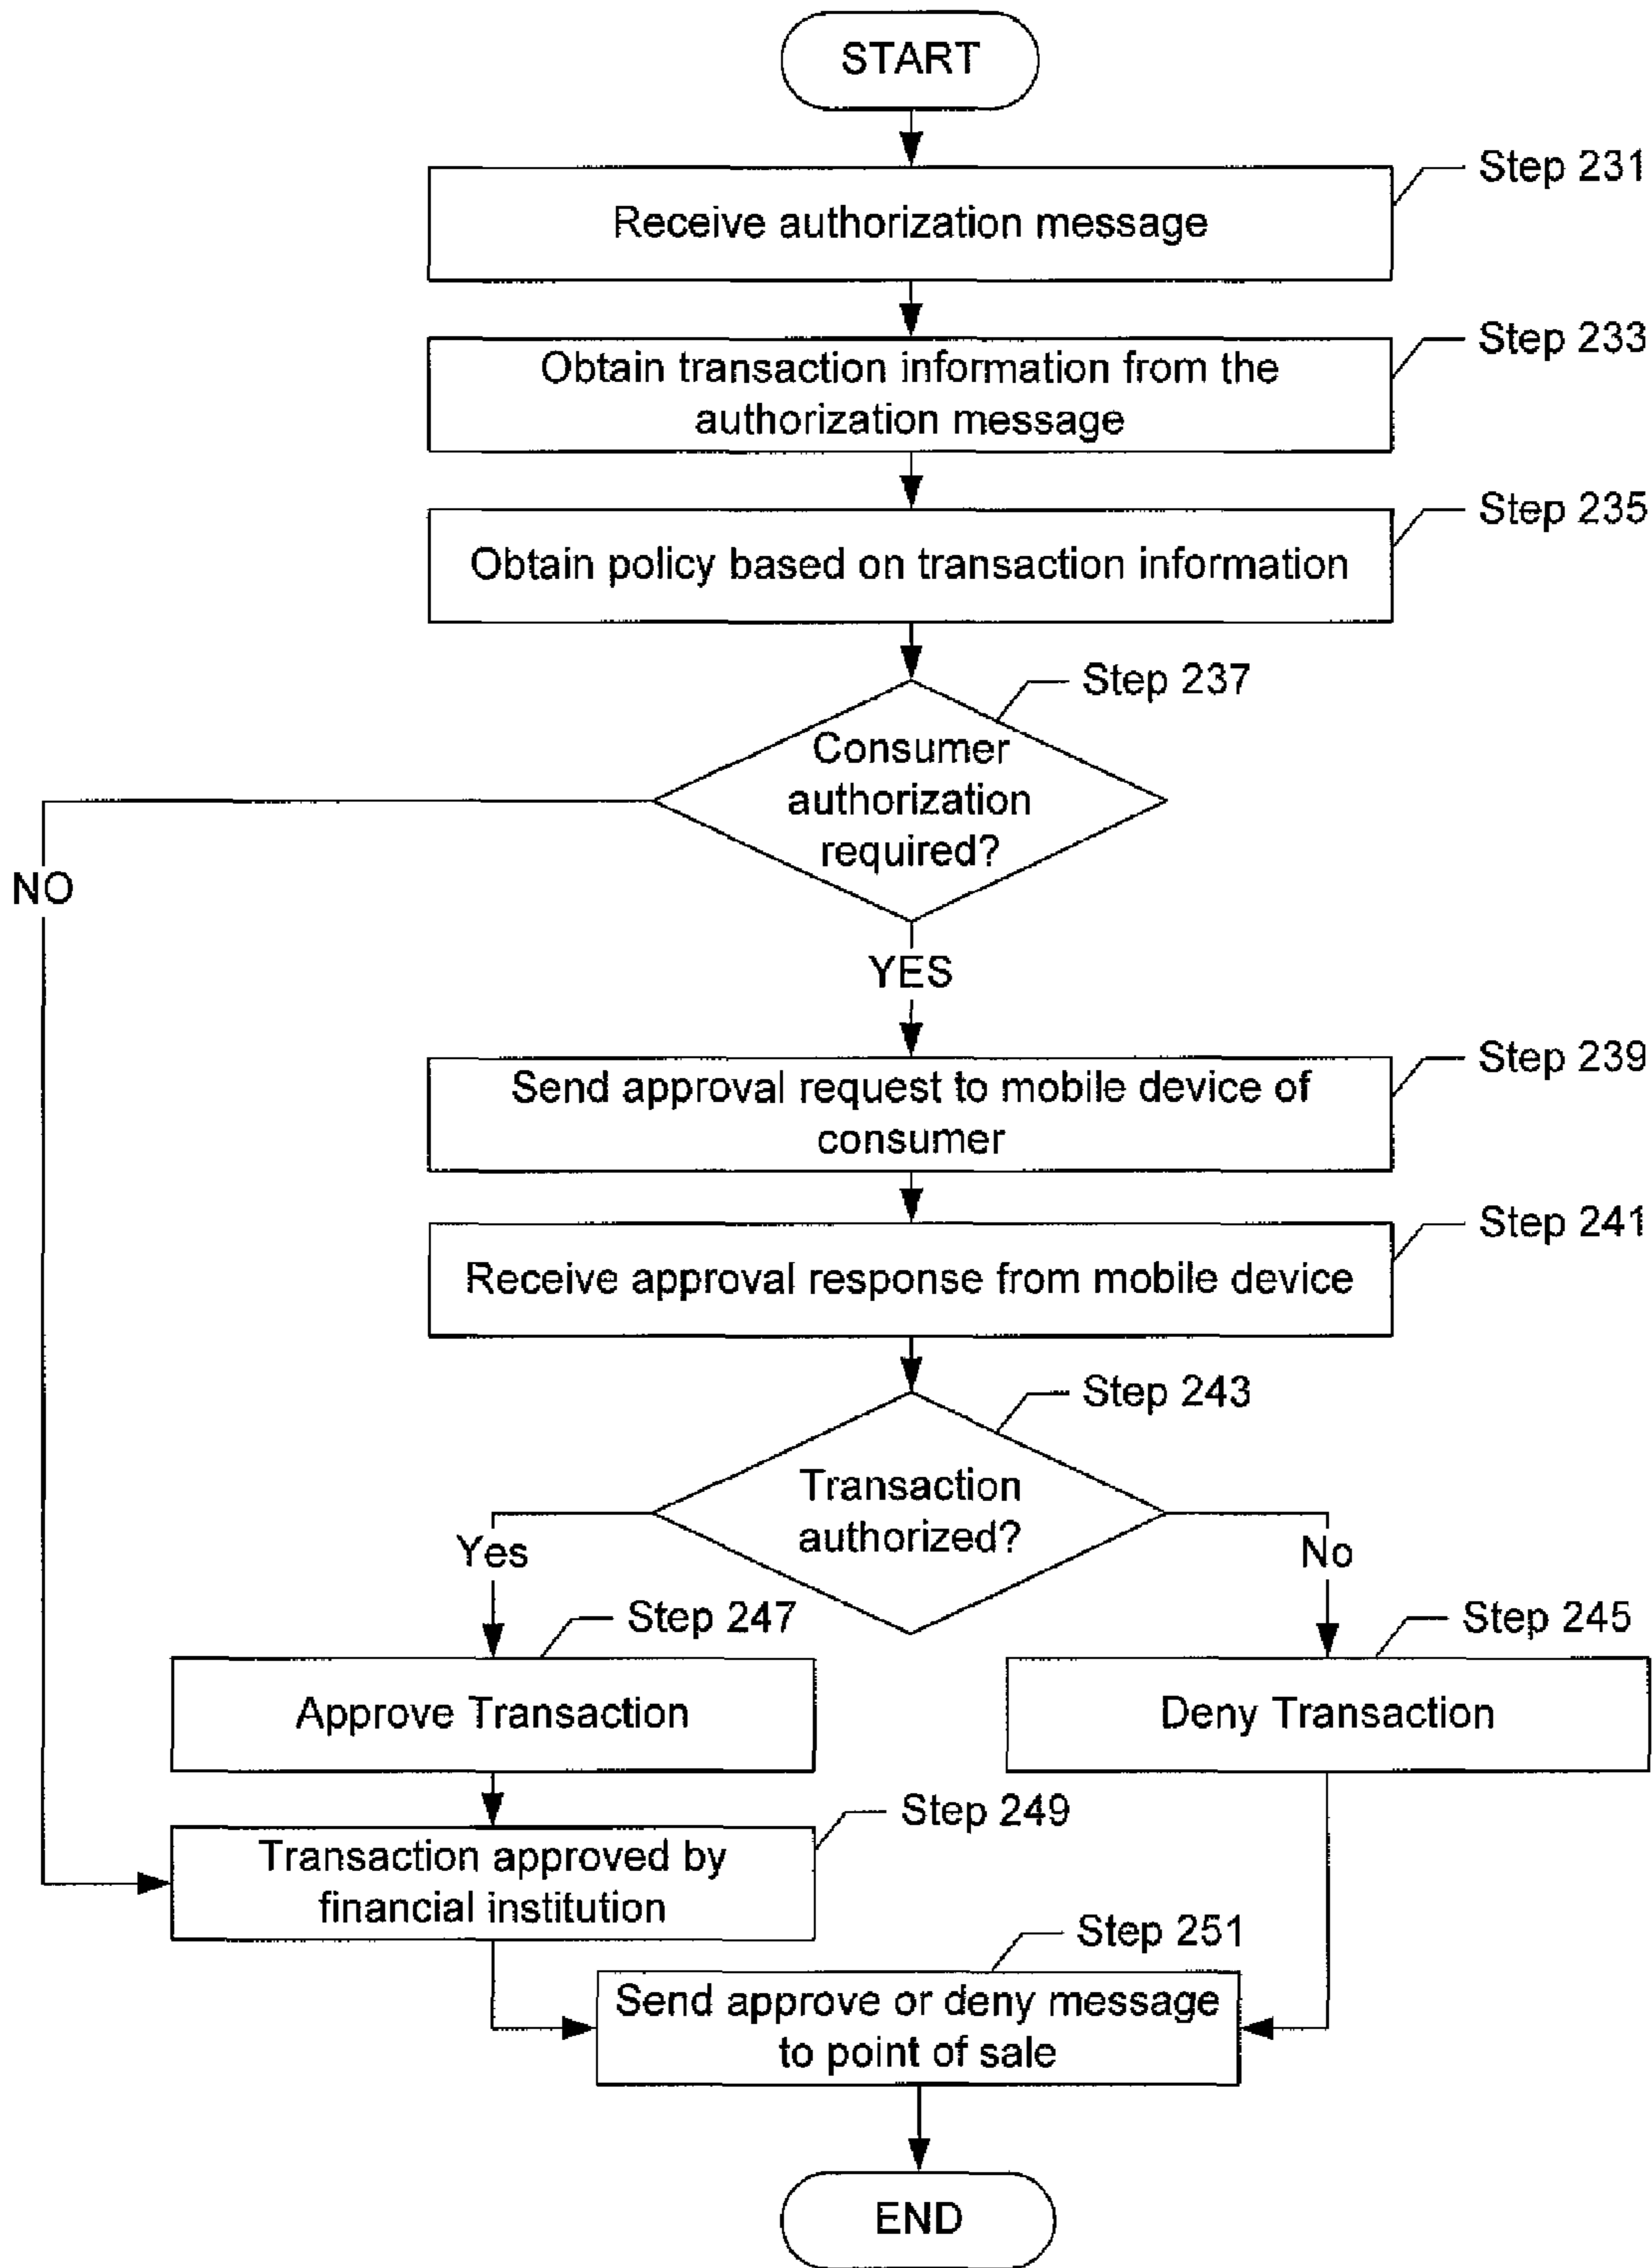 START
Step 231
Receive authorization message
Step 233
Obtain transaction information from the
authorization message
Step 235
Obtain policy based on transaction information
Step 237
Consumer
authorization
required?
NO
YES
Step 239
Send approval request to mobile device of
consumer
Step 241
Receive approval response from mobile device
Step 243
Transaction
authorized?
Yes
No
Step 247
Step 245
Approve Transaction
Deny Transaction
Step 249
Transaction approved by
financial institution
Step 251
Send approve or deny message
to point of sale
END